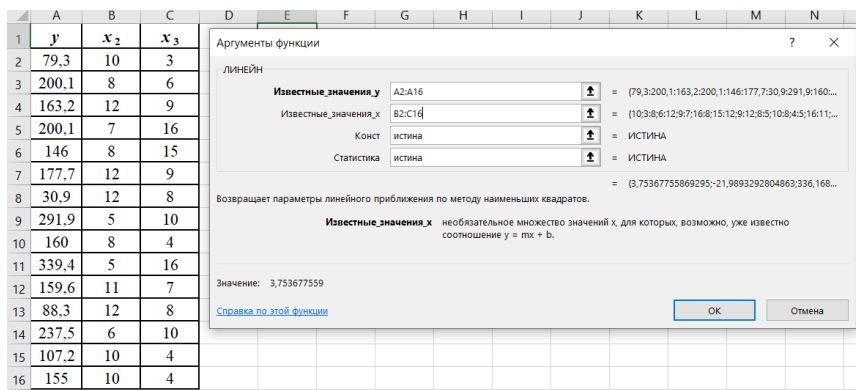 A B C D E F G H I J K L M N
1 y x 2 x 3
2 79,3 10 3
3 200,1 8 6
4 163,2 12 9
5 200,1 7 16
6 146 8 15
7 177,7 12 9
8 30,9 12 8
9 291,9 5 10
10 160 8 4
11 339,4 5 16
12 159,6 11 7
13 88,3 12 8
14 237,5 6 10
15 107,2 10 4
16 155 10 4
Аргументы функции ? ×
ЛИНЕЙН
Известные_значения_y A2:A16 = {79,3:200,1:163,2:200,1:146:177,7:30,9:291,9:160:...
Известные_значения_x B2:C16 = {10;3:8;6:12;9:7;16:8;15:12;9:12;8:5;10:8;4:5;16:11;...
Конст истина = ИСТИНА
Статистика истина = ИСТИНА
= {3,75367755869295;-21,9893292804863;336,168...
Возвращает параметры линейного приближения по методу наименьших квадратов.
Известные_значения_x необязательное множество значений x, для которых, возможно, уже известно
соотношение y = mx + b.
Значение: 3,753677559
Справка по этой функции ОК Отмена